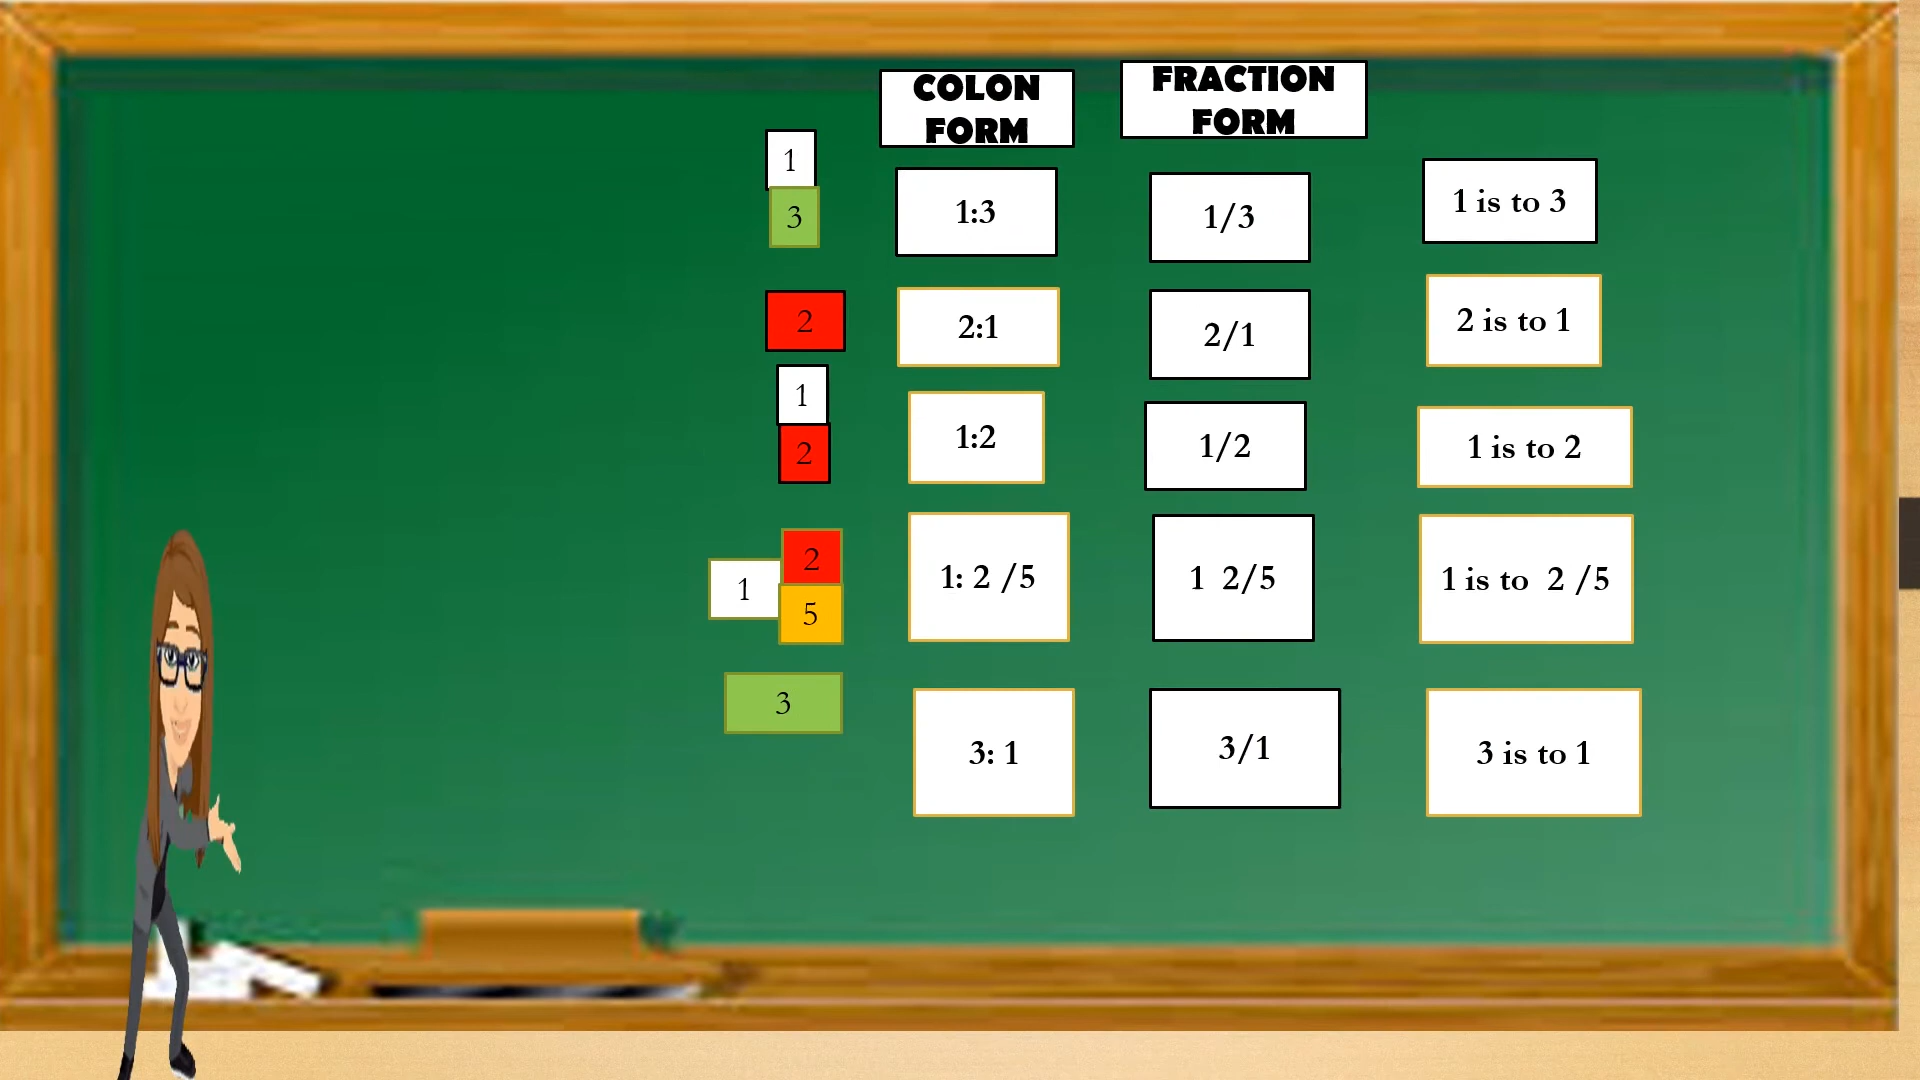 COLON
FORM
FRACTION
FORM
1
3
1:3
1/3
1 is to 3
2
2:1
2/1
2 is to 1
1
2
1:2
1/2
1 is to 2
1
2
5
1: 2 /5
1 2/5
1 is to 2 /5
3
3: 1
3/1
3 is to 1